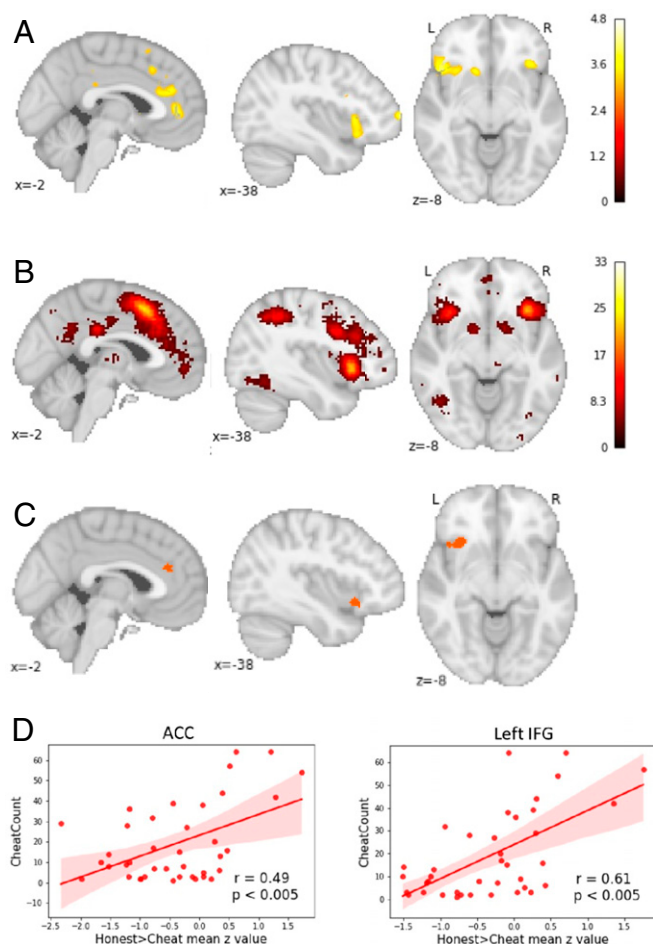 A
L R
x=-2
x=-38
z=-8
4.8
3.6
2.4
1.2
0
B
L R
x=-2
x=-38
z=-8
33
25
17
8.3
0
C
L R
x=-2
x=-38
z=-8
D
ACC
CheatCount
60
50
40
30
20
10
0
-10
r = 0.49
p < 0.005
-2.5 -2.0 -1.5 -1.0 -0.5 0.0 0.5 1.0 1.5
Honest>Cheat mean z value
Left IFG
CheatCount
60
50
40
30
20
10
0
r = 0.61
p < 0.005
-1.5 -1.0 -0.5 0.0 0.5 1.0 1.5
Honest>Cheat mean z value